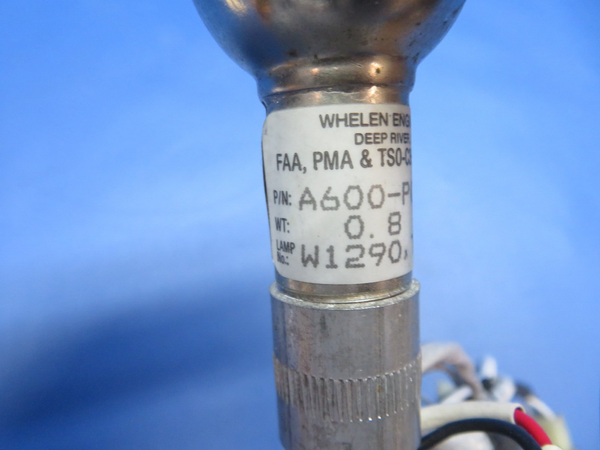 WHELEN ENG
DEEP RIVER,
FAA, PMA & TSO-C
P/N: A600-P
WT: 0.8
LAMP No.: W1290.